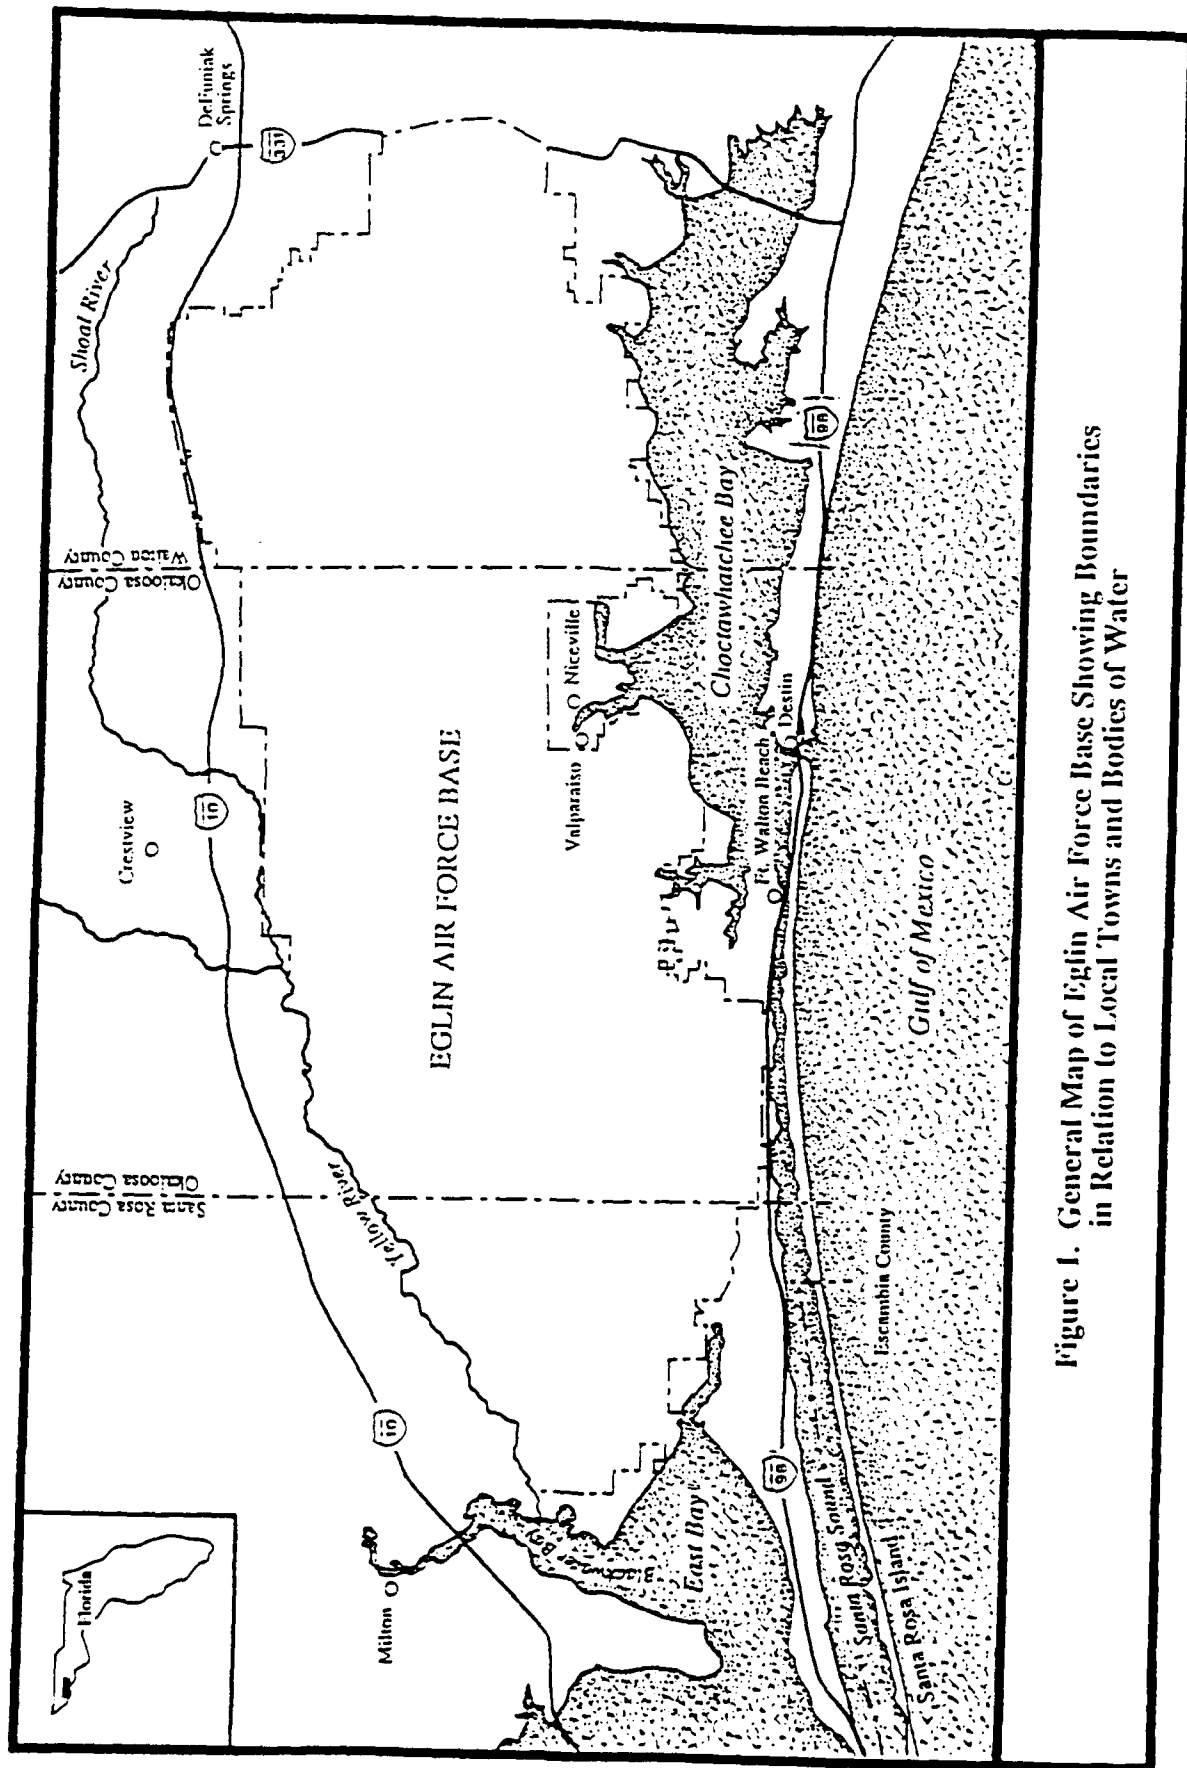 Florida
Milton
Blackwater Bay
East Bay
10
98
Santa Rosa Sound
Santa Rosa Island
Escambia County
Santa Rosa County
Okaloosa County
Yellow River
Crestview
10
EGLIN AIR FORCE BASE
Gulf of Mexico
Ft. Walton Beach
Destin
Valparaiso
Niceville
Choctawhatchee Bay
Okaloosa County
Walton County
Shoal River
DeFuniak
Springs
331
98
Figure 1. General Map of Eglin Air Force Base Showing Boundaries
in Relation to Local Towns and Bodies of Water